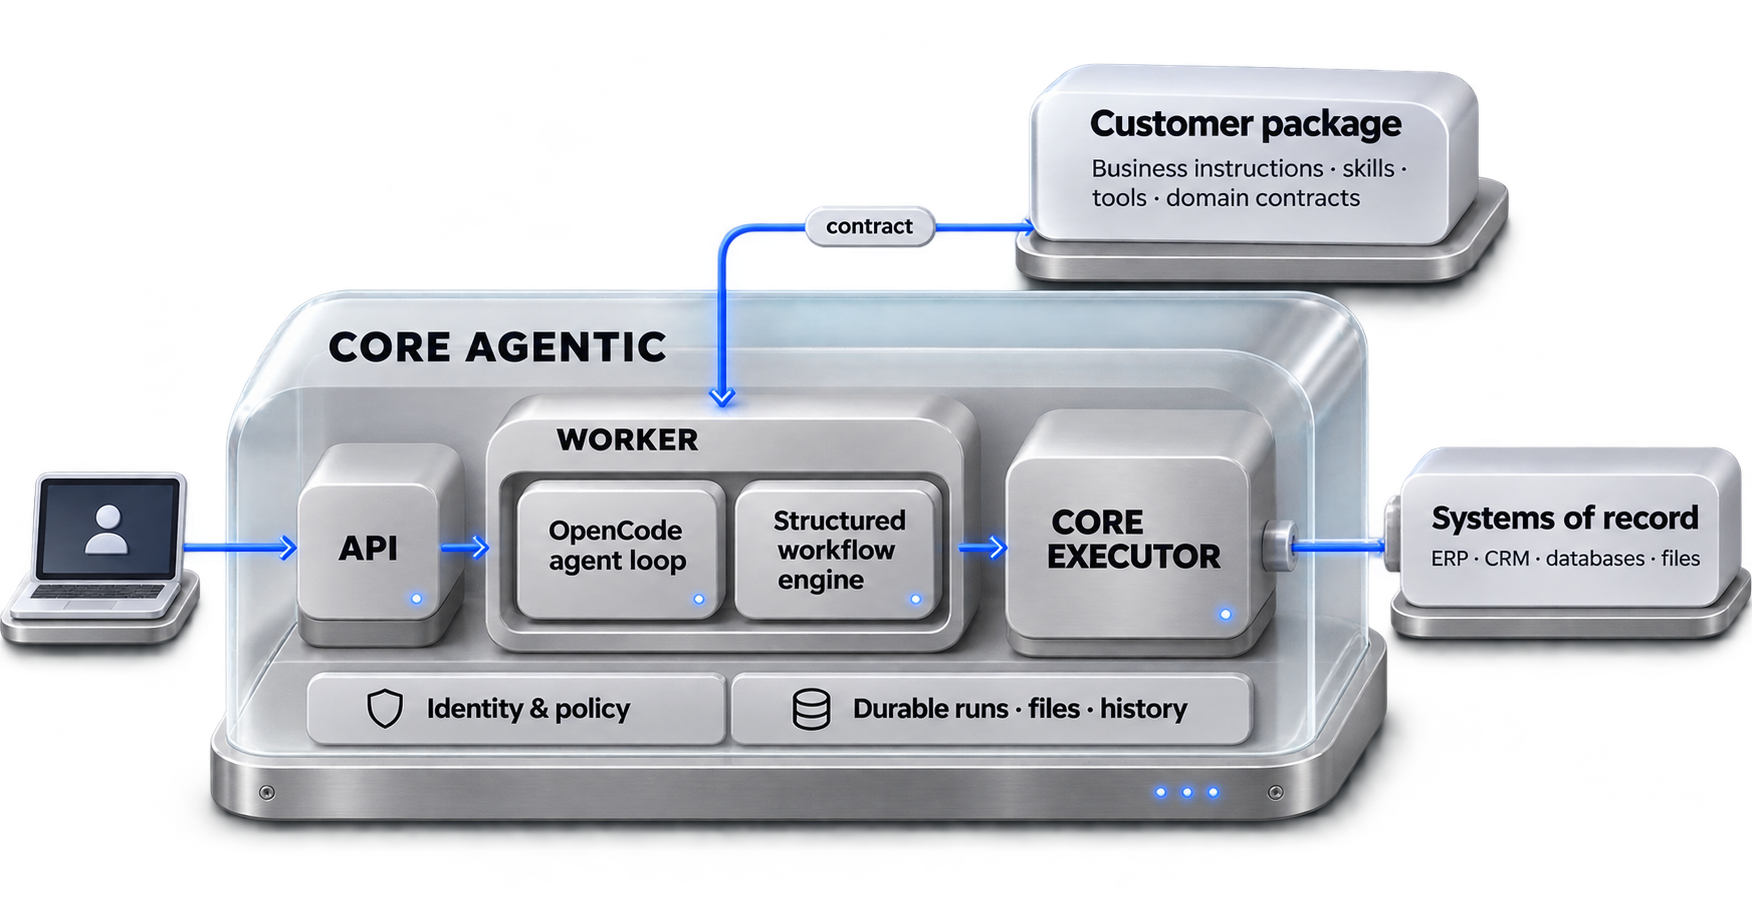 Customer package
Business instructions · skills ·
tools · domain contracts
contract
CORE AGENTIC
WORKER
API
OpenCode
agent loop
Structured
workflow
engine
CORE
EXECUTOR
Systems of record
ERP · CRM · databases · files
Identity & policy
Durable runs · files · history